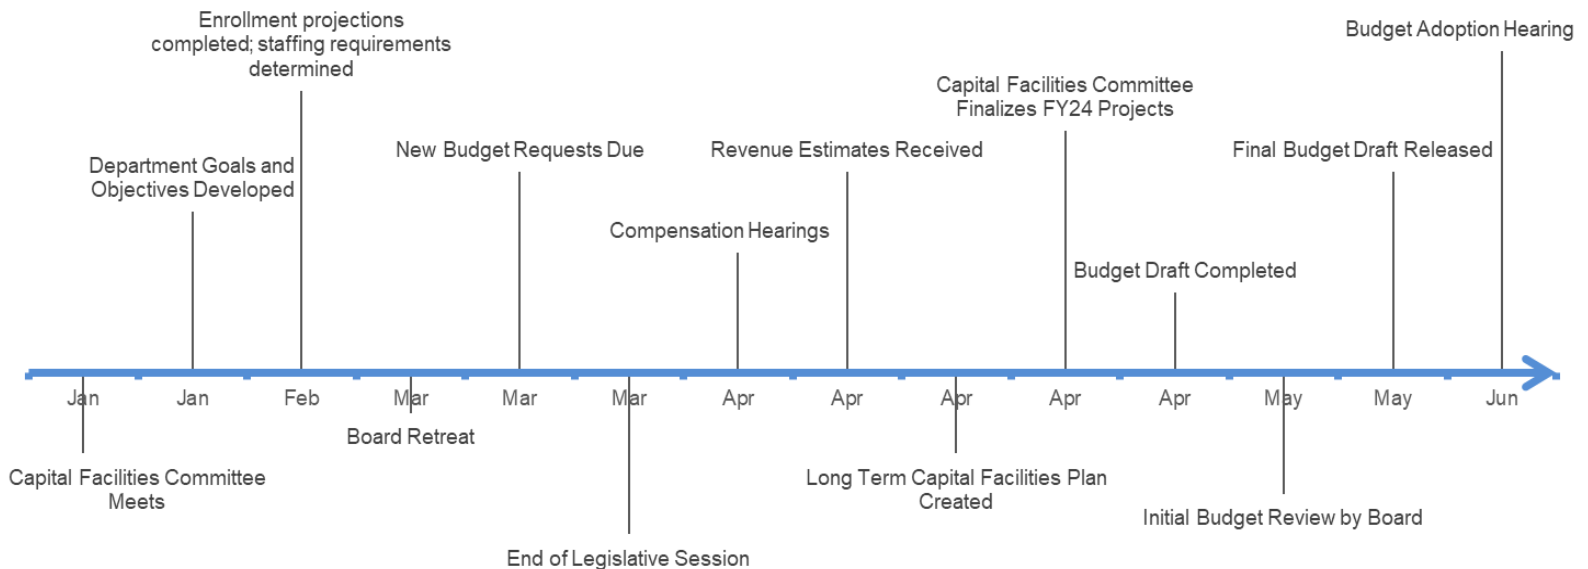 Enrollment projections
completed; staffing requirements
determined
Budget Adoption Hearing
Capital Facilities Committee
Finalizes FY24 Projects
Department Goals and
Objectives Developed
New Budget Requests Due
Revenue Estimates Received
Final Budget Draft Released
Compensation Hearings
Budget Draft Completed
Jan Jan Feb Mar Mar Mar Apr Apr Apr Apr Apr May May Jun
Board Retreat
Capital Facilities Committee
Meets
Long Term Capital Facilities Plan
Created
Initial Budget Review by Board
End of Legislative Session